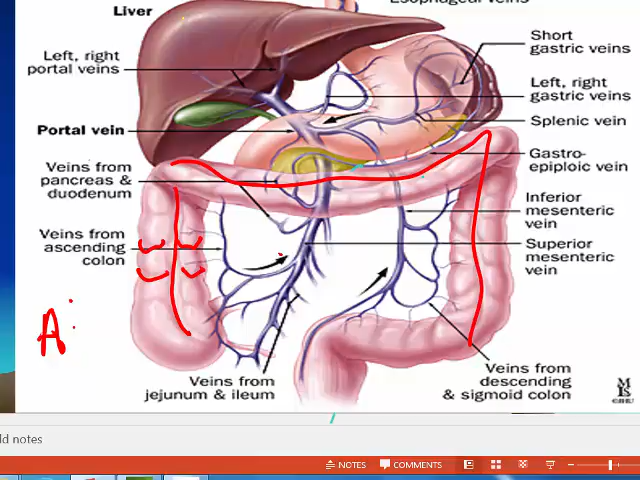 Esophageal veins
Liver
Short
gastric veins
Left, right
portal veins
Left, right
gastric veins
Splenic vein
Portal vein
Gastro-
epiploic vein
Veins from
pancreas &
duodenum
Inferior
mesenteric
vein
Veins from
ascending
colon
Superior
mesenteric
vein
A
Veins from
jejunum & ileum
Veins from
descending
& sigmoid colon
dd notes
NOTES
COMMENTS